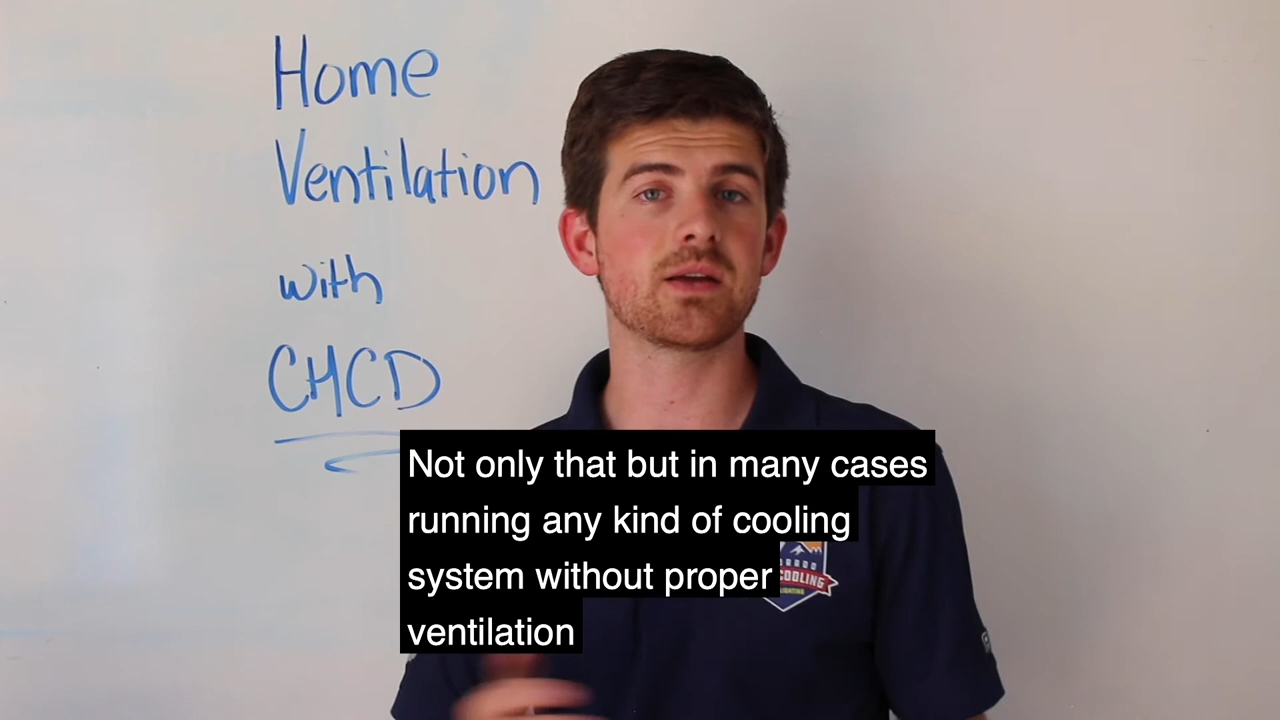 Home
Ventilation
with
CHCD
Not only that but in many cases
running any kind of cooling
system without proper
ventilation
COOLING